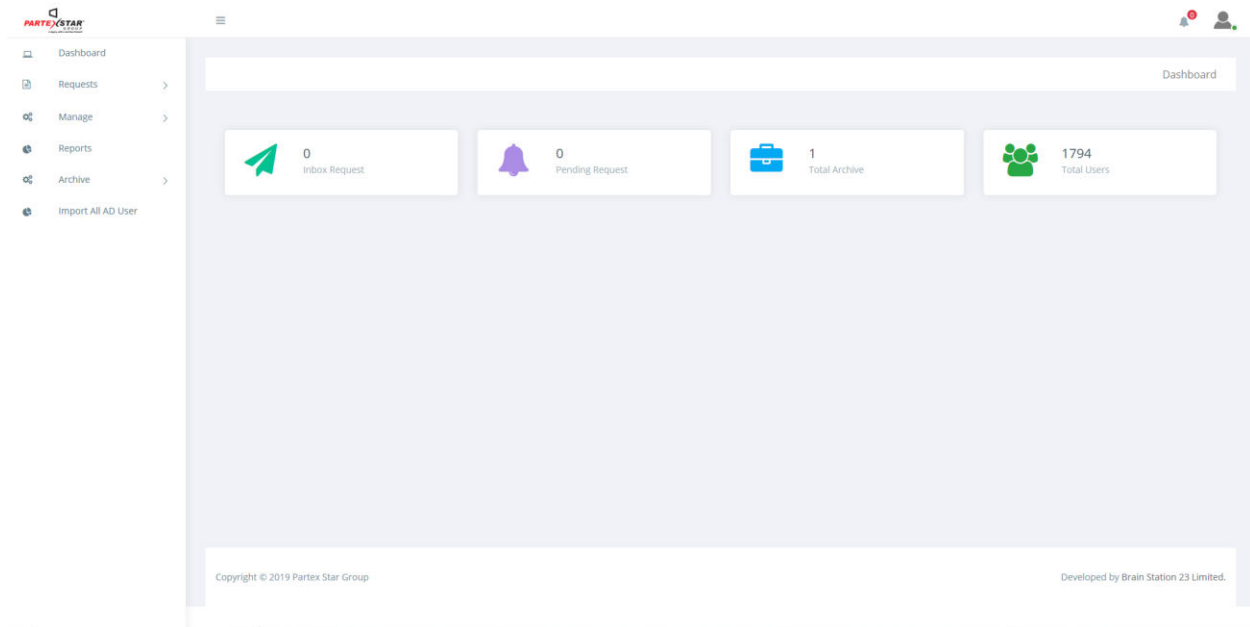 PARTEX STAR
GROUP
0
Dashboard
Requests
Manage
Reports
Archive
Import All AD User
Dashboard
0
Inbox Request
0
Pending Request
1
Total Archive
1794
Total Users
Copyright © 2019 Partex Star Group
Developed by Brain Station 23 Limited.